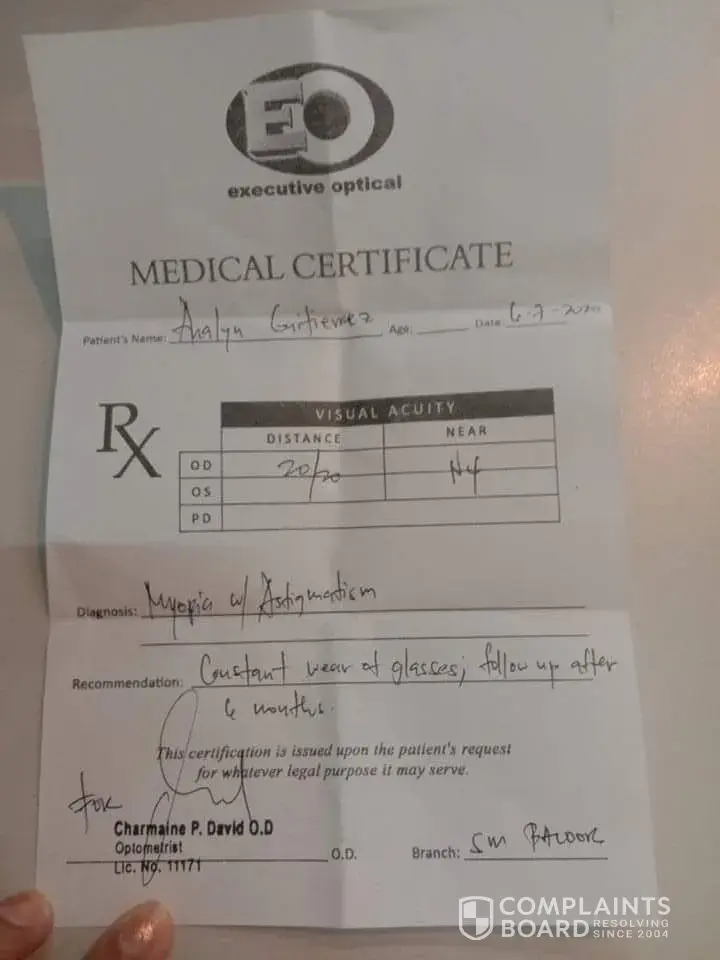 EO
executive optical
MEDICAL CERTIFICATE
Patient's Name: Analyn Gutierrez Age: Date: 6-7-2020
Rx
VISUAL ACUITY
DISTANCE NEAR
OD 20/20 N4
OS
PD
Diagnosis: Myopia w/ Astigmatism
Recommendation: Constant wear of glasses; follow up after
6 months.
This certification is issued upon the patient's request
for whatever legal purpose it may serve.
For
Charmaine P. David O.D
Optometrist O.D. Branch: SM BACOOR
Lic. No. 11171
COMPLAINTS
BOARD RESOLVING
SINCE 2004